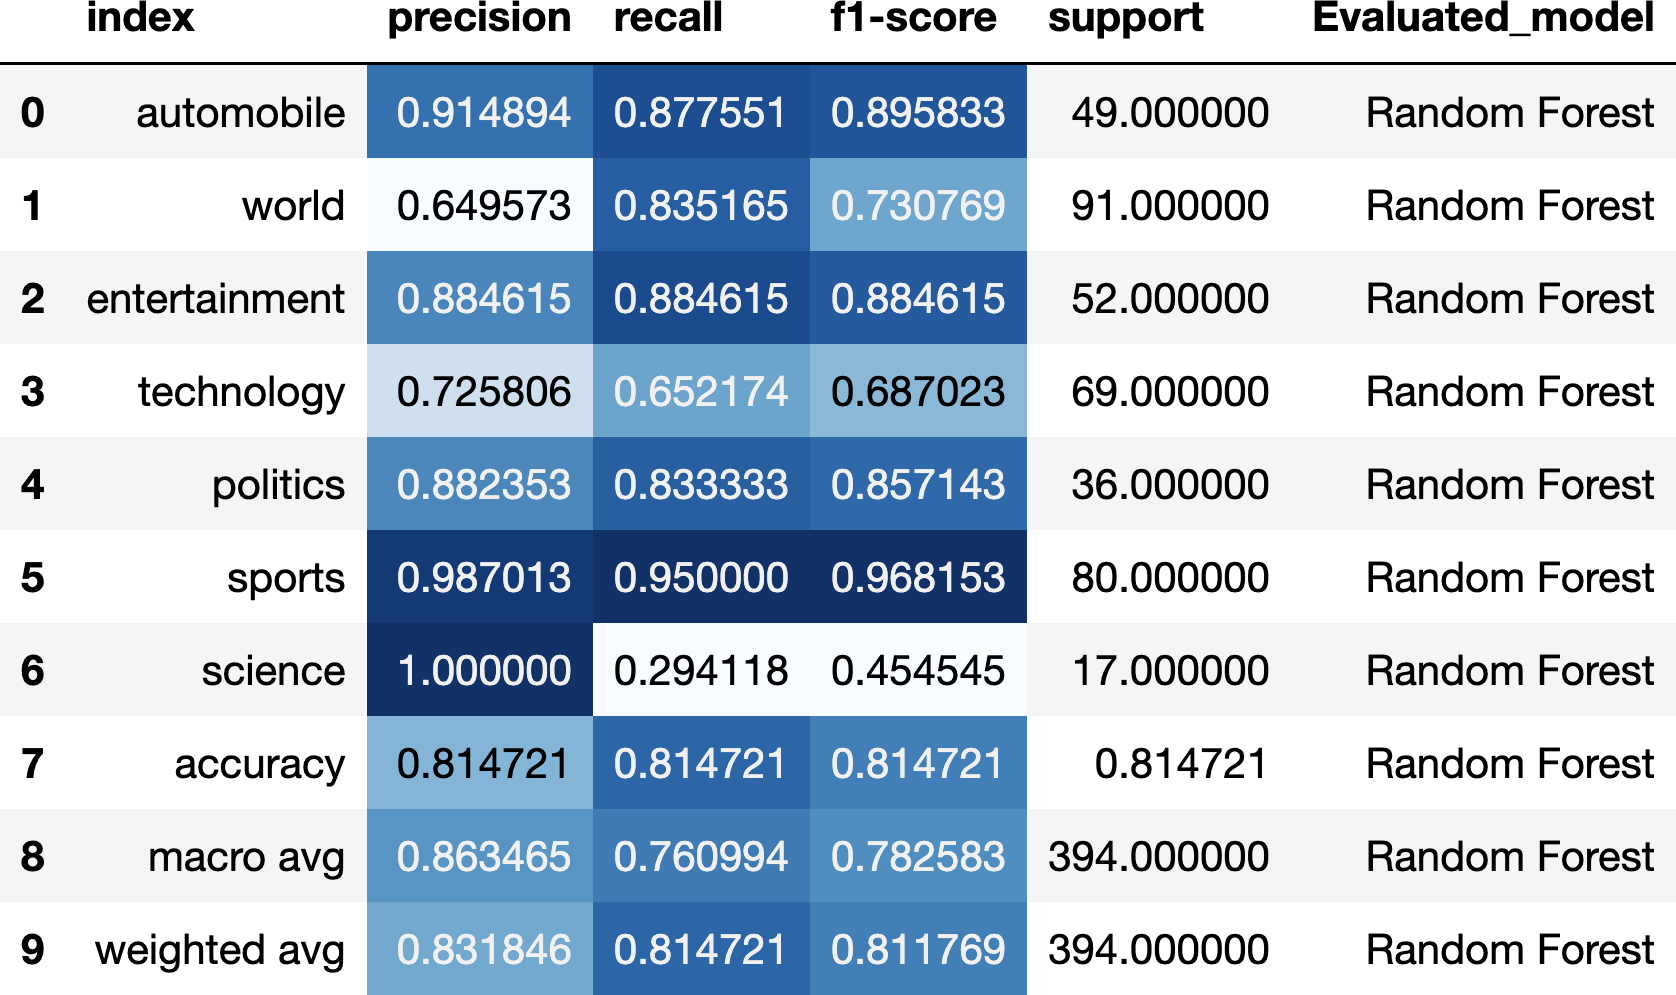 index precision recall f1-score support Evaluated_model
0 automobile 0.914894 0.877551 0.895833 49.000000 Random Forest
1 world 0.649573 0.835165 0.730769 91.000000 Random Forest
2 entertainment 0.884615 0.884615 0.884615 52.000000 Random Forest
3 technology 0.725806 0.652174 0.687023 69.000000 Random Forest
4 politics 0.882353 0.833333 0.857143 36.000000 Random Forest
5 sports 0.987013 0.950000 0.968153 80.000000 Random Forest
6 science 1.000000 0.294118 0.454545 17.000000 Random Forest
7 accuracy 0.814721 0.814721 0.814721 0.814721 Random Forest
8 macro avg 0.863465 0.760994 0.782583 394.000000 Random Forest
9 weighted avg 0.831846 0.814721 0.811769 394.000000 Random Forest